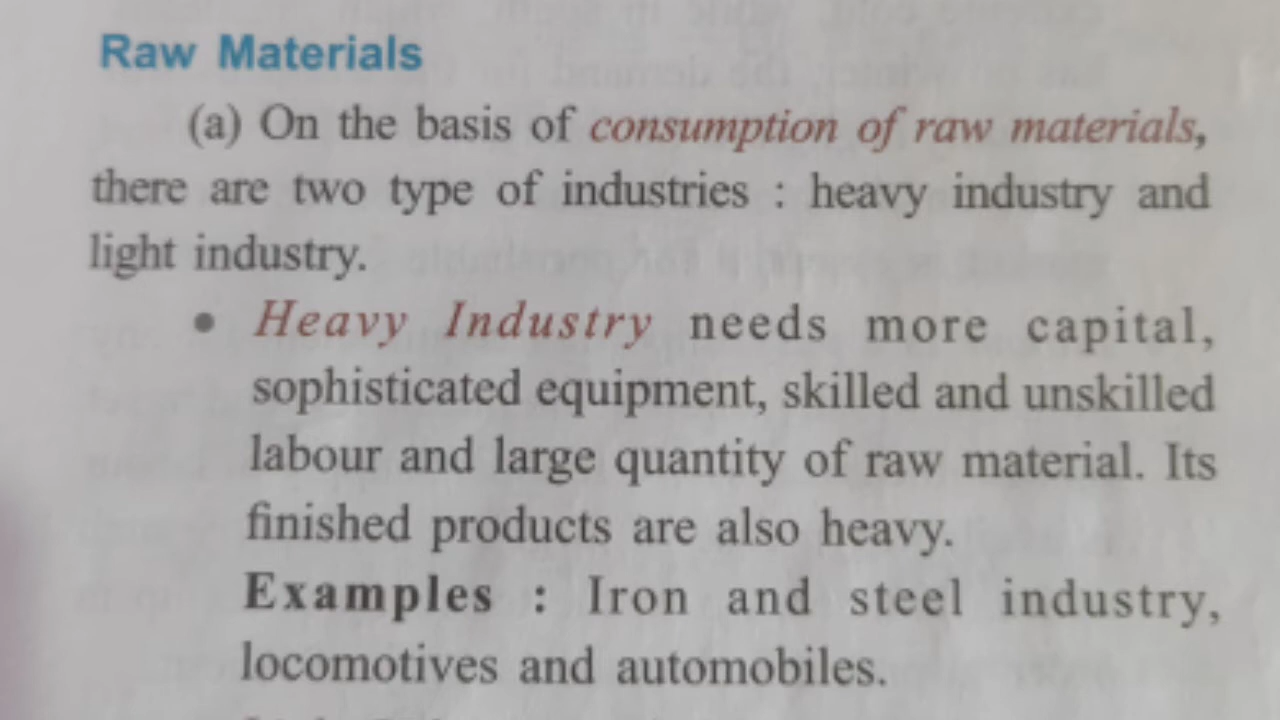 Raw Materials
(a) On the basis of consumption of raw materials,
there are two type of industries : heavy industry and
light industry.
• Heavy Industry needs more capital,
sophisticated equipment, skilled and unskilled
labour and large quantity of raw material. Its
finished products are also heavy.
Examples : Iron and steel industry,
locomotives and automobiles.